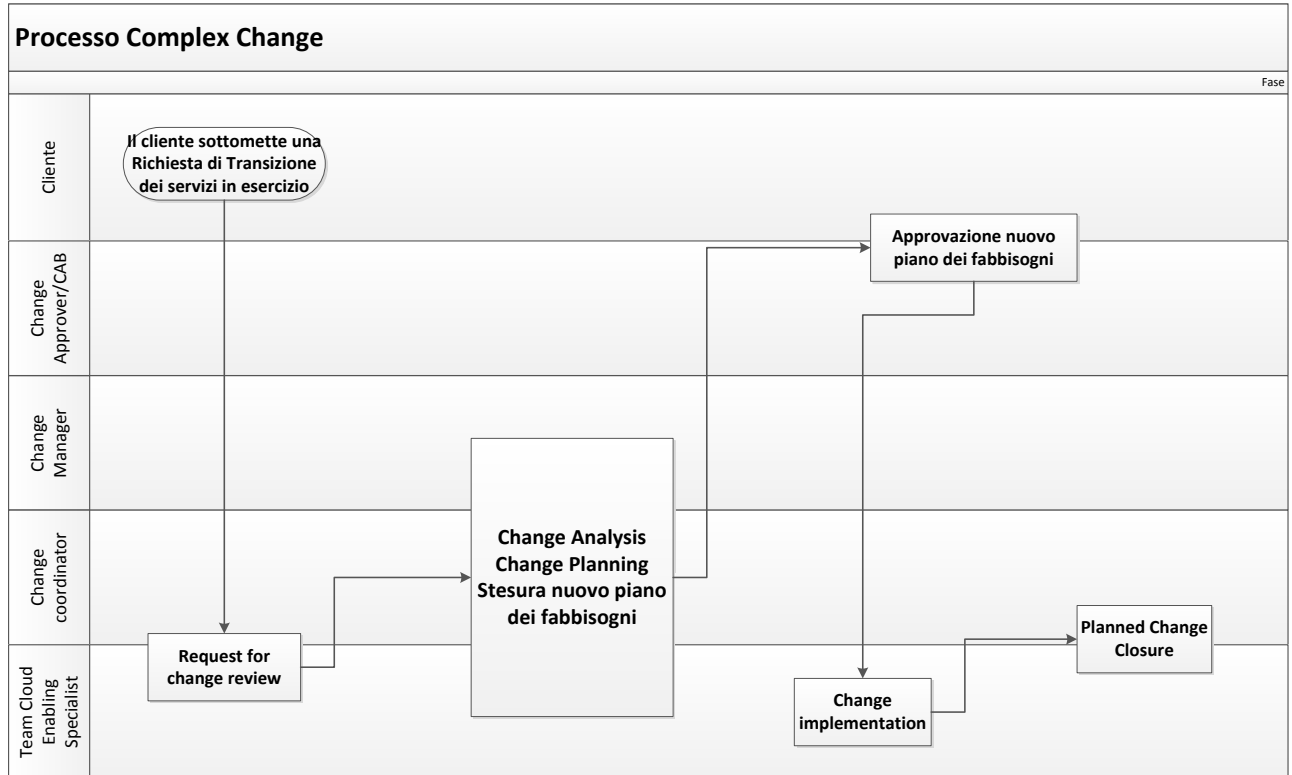 Processo Complex Change
Fase
Cliente
Il cliente sottomette una
Richiesta di Transizione
dei servizi in esercizio
Approvazione nuovo
piano dei fabbisogni
Change
Approver/CAB
Change
Manager
Change
coordinator
Change Analysis
Change Planning
Stesura nuovo piano
dei fabbisogni
Request for
change review
Planned Change
Closure
Team Cloud
Enabling
Specialist
Change
implementation